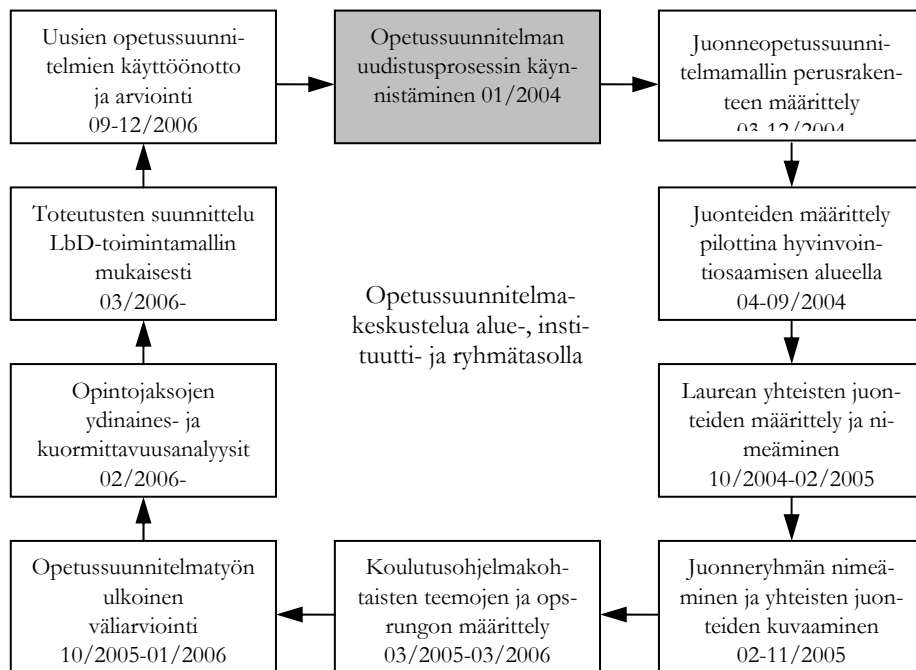 Uusien opetussuunni-
telmien käyttöönotto
ja arviointi
09-12/2006
Opetussuunnitelman
uudistusprosessin käyn-
nistäminen 01/2004
Juonneopetussuunni-
telmamallin perusraken-
teen määrittely
03-12/2004
Juonteiden määrittely
pilottina hyvinvoin-
tiosaamisen alueella
04-09/2004
Laurean yhteisten juon-
teiden määrittely ja ni-
meäminen
10/2004-02/2005
Juonneryhmän nimeä-
minen ja yhteisten juon-
teiden kuvaaminen
02-11/2005
Koulutusohjelmakoh-
taisten teemojen ja ops-
rungon määrittely
03/2005-03/2006
Opetussuunnitelmatyön
ulkoinen
väliarviointi
10/2005-01/2006
Opintojaksojen
ydinaines- ja
kuormittavuusanalyysit
02/2006-
Toteutusten suunnittelu
LbD-toimintamallin
mukaisesti
03/2006-
Opetussuunnitelma-
keskustelua alue-, insti-
tuutti- ja ryhmätasolla